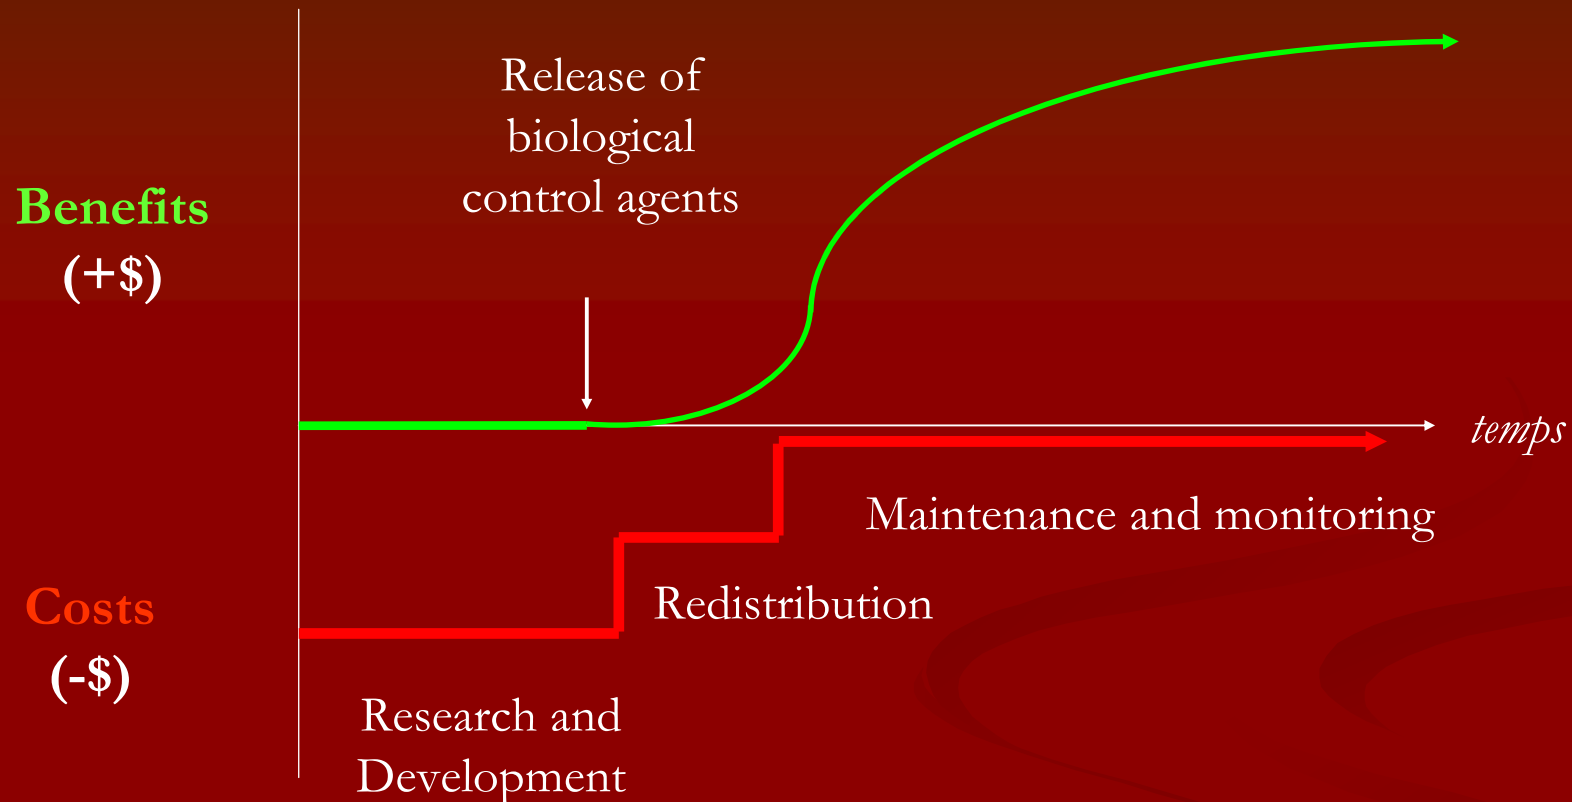 Release of
biological
control agents
Benefits
(+$)
temps
Maintenance and monitoring
Redistribution
Costs
(-$)
Research and
Development